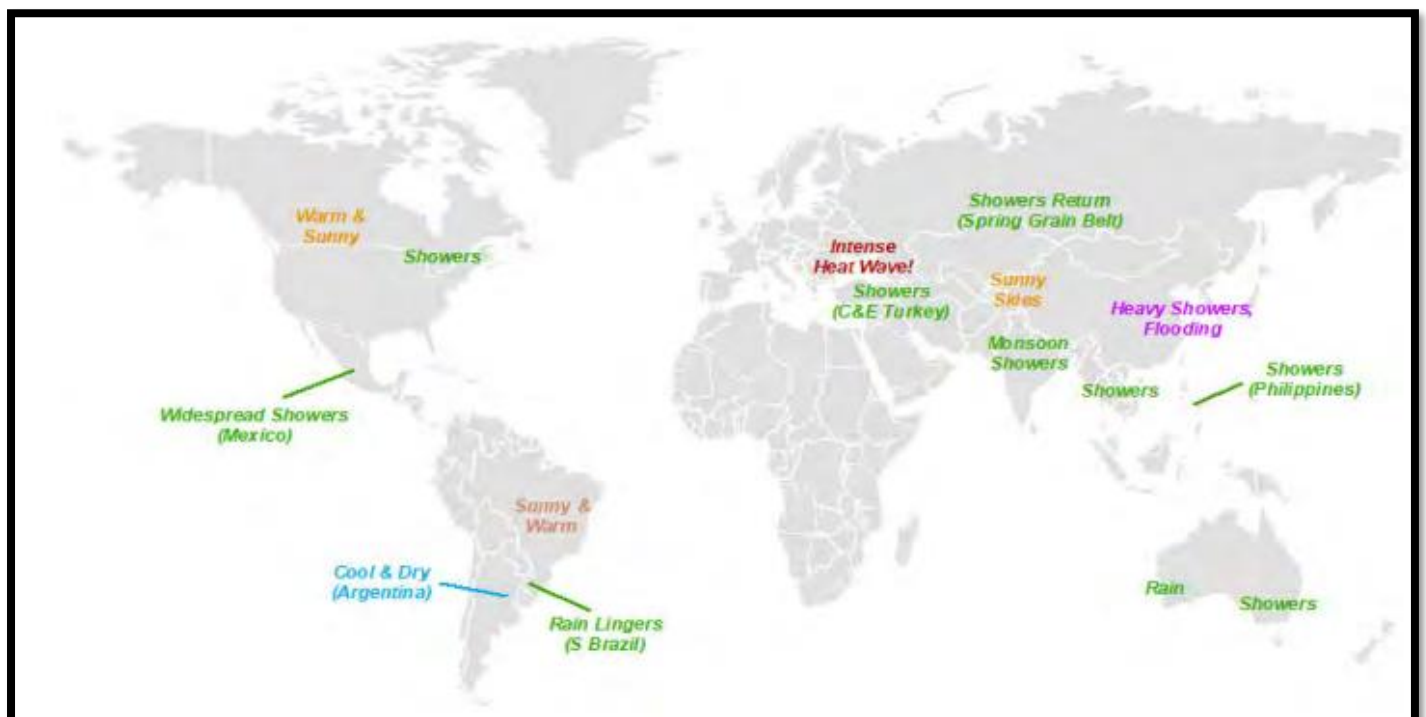 Warm &
Sunny
Showers
Widespread Showers
(Mexico)
Sunny &
Warm
Cool & Dry
(Argentina)
Rain Lingers
(S Brazil)
Showers Return
(Spring Grain Belt)
Intense
Heat Wave!
Showers
(C&E Turkey)
Sunny
Skies
Heavy Showers,
Flooding
Monsoon
Showers
Showers
Showers
(Philippines)
Rain
Showers